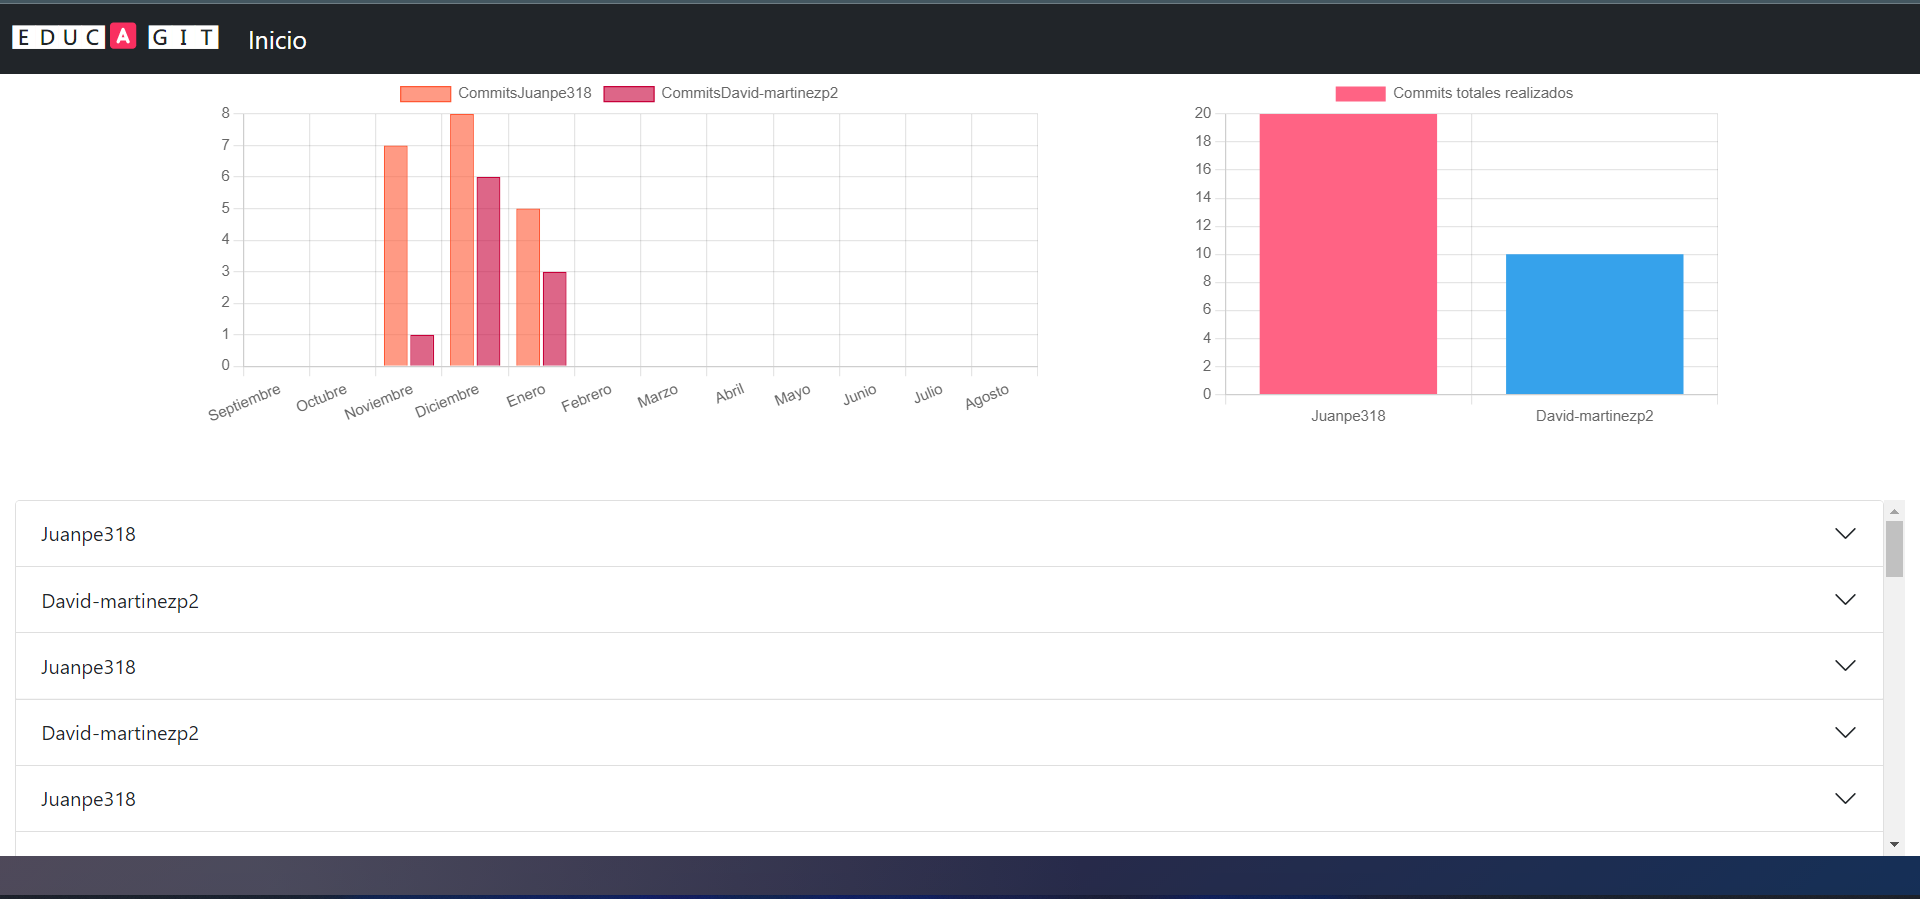 EDUCA GIT Inicio
CommitsJuanpe318 CommitsDavid-martinezp2
8
7
6
5
4
3
2
1
0
Septiembre Octubre Noviembre Diciembre Enero Febrero Marzo Abril Mayo Junio Julio Agosto
Commits totales realizados
20
18
16
14
12
10
8
6
4
2
0
Juanpe318 David-martinezp2
Juanpe318
David-martinezp2
Juanpe318
David-martinezp2
Juanpe318